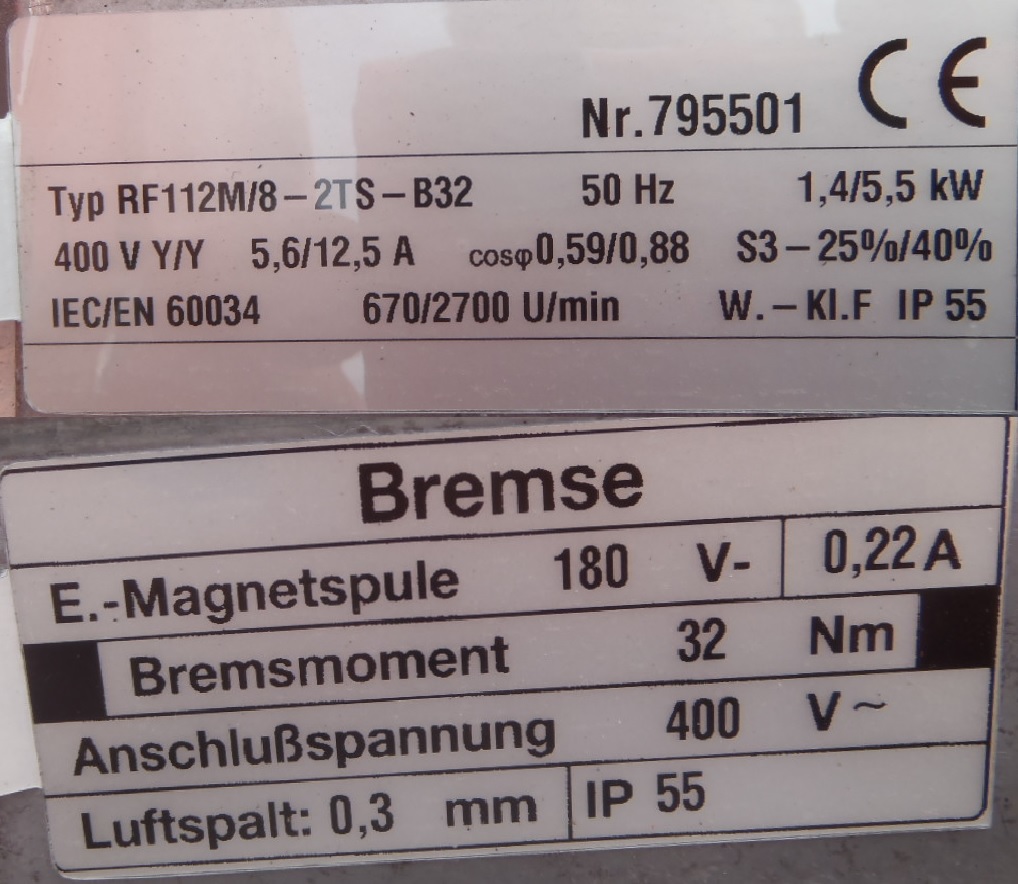 Nr.795501 CE
Typ RF112M/8-2TS-B32 50 Hz 1,4/5,5 kW
400 V Y/Y 5,6/12,5 A cosφ0,59/0,88 S3-25%/40%
IEC/EN 60034 670/2700 U/min W.-Kl.F IP 55
Bremse
E.-Magnetspule 180 V- 0,22 A
Bremsmoment 32 Nm
Anschlußspannung 400 V~
Luftspalt: 0,3 mm IP 55